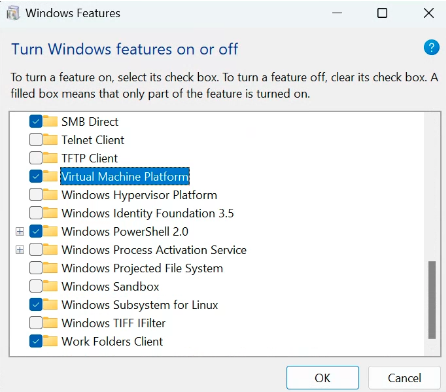 Windows Features
Turn Windows features on or off
?
To turn a feature on, select its check box. To turn a feature off, clear its check box. A
filled box means that only part of the feature is turned on.
SMB Direct
Telnet Client
TFTP Client
Virtual Machine Platform
Windows Hypervisor Platform
Windows Identity Foundation 3.5
Windows PowerShell 2.0
Windows Process Activation Service
Windows Projected File System
Windows Sandbox
Windows Subsystem for Linux
Windows TIFF IFilter
Work Folders Client
OK
Cancel